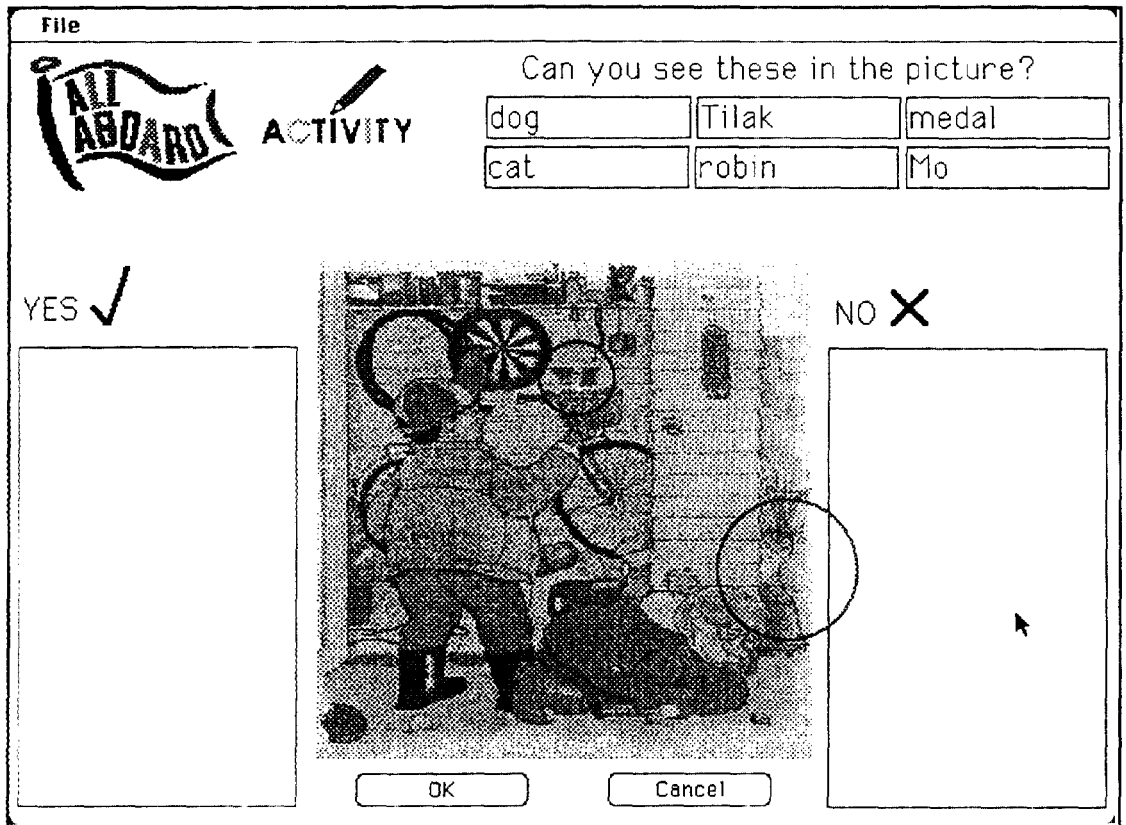 File
ALL
ABOARD
ACTIVITY
Can you see these in the picture?
dog Tilak medal
cat robin Mo
YES
NO
OK Cancel